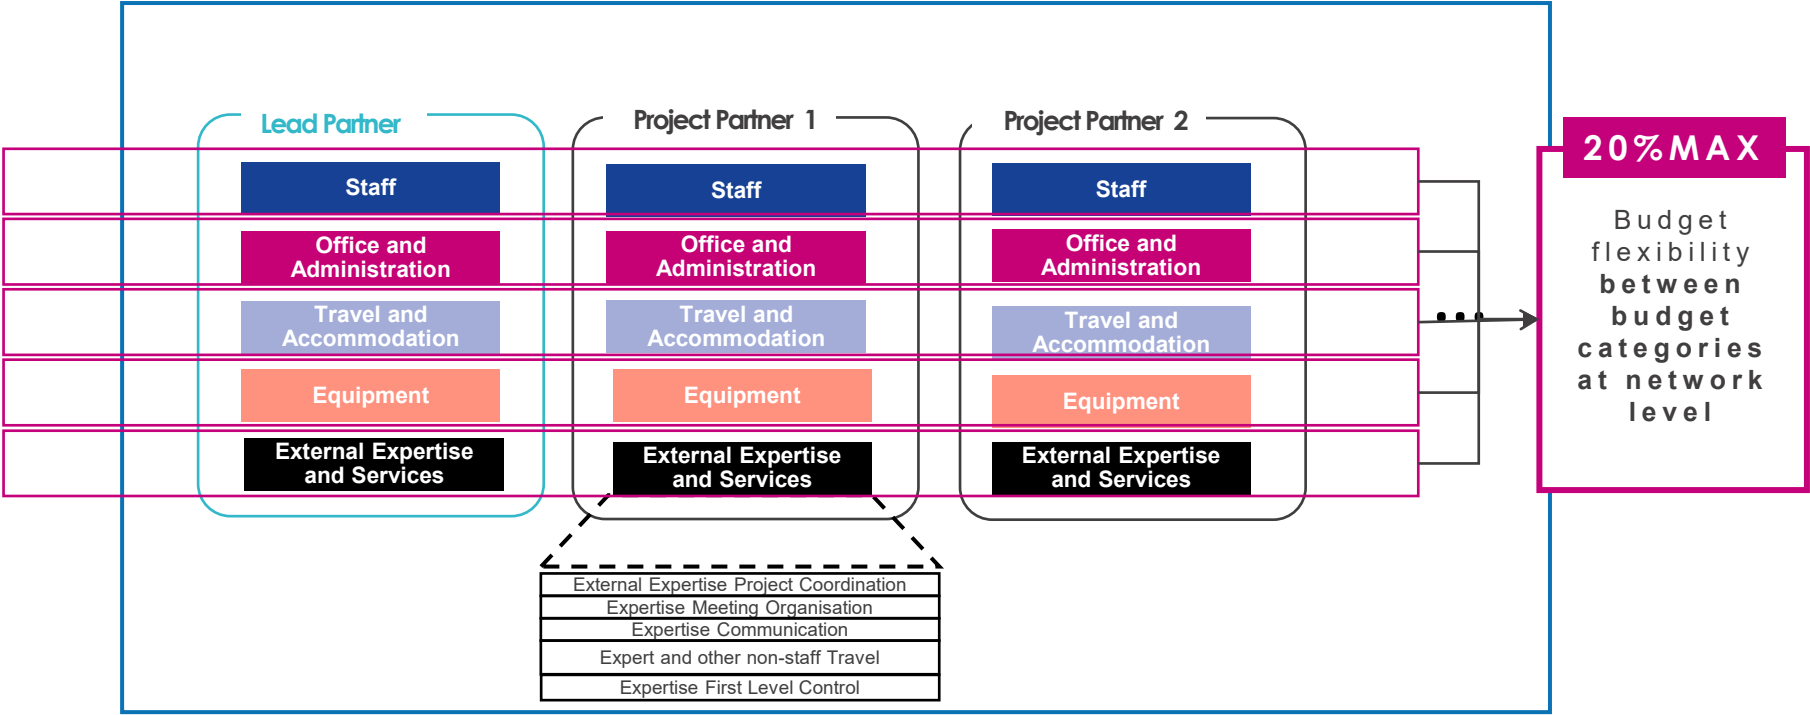 Lead Partner
Project Partner 1
Project Partner 2
Staff
Staff
Staff
Office and
Administration
Office and
Administration
Office and
Administration
Travel and
Accommodation
Travel and
Accommodation
Travel and
Accommodation
Equipment
Equipment
Equipment
External Expertise
and Services
External Expertise
and Services
External Expertise
and Services
...
20%MAX
Budget
flexibility
between
budget
categories
at network
level
External Expertise Project Coordination
Expertise Meeting Organisation
Expertise Communication
Expert and other non-staff Travel
Expertise First Level Control